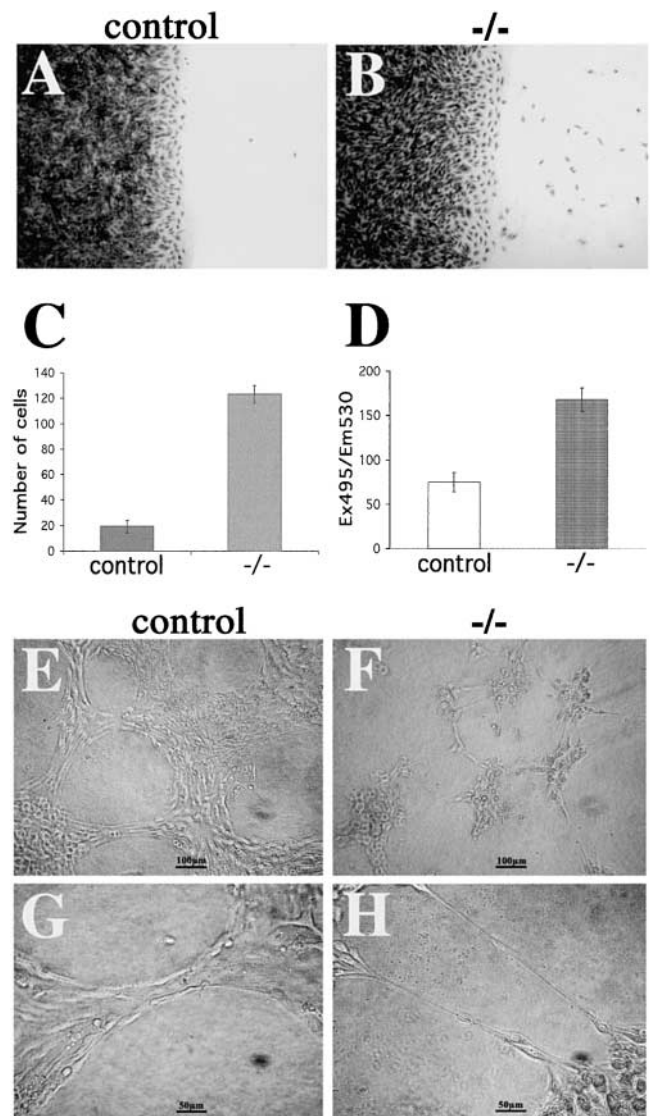 control -/-
A B
C D
Number of cells
140
120
100
80
60
40
20
0
control -/-
Ex495/Em530
200
150
100
50
0
control -/-
control -/-
E F
100µm 100µm
G H
50µm 50µm